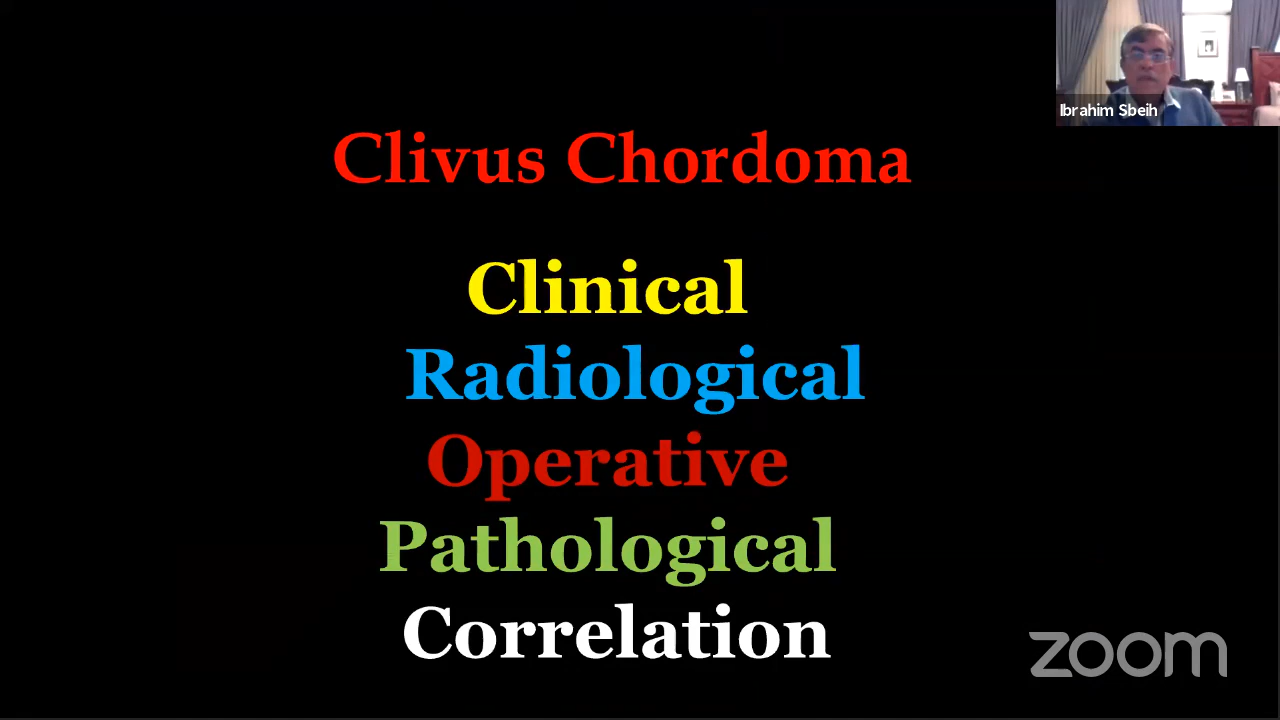 Ibrahim Sbeih
Clivus Chordoma
Clinical
Radiological
Operative
Pathological
Correlation
zoom